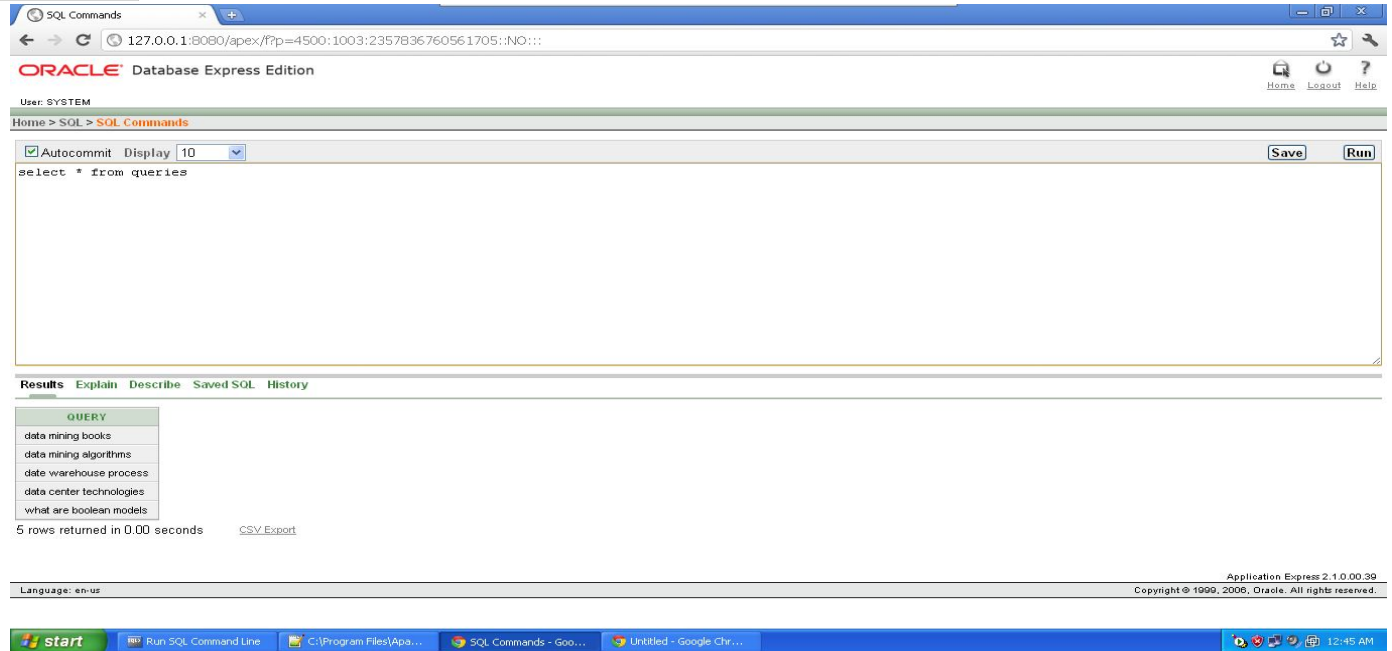 SQL Commands
127.0.0.1:8080/apex/f?p=4500:1003:2357836760561705::NO:::
ORACLE Database Express Edition
Home Logout Help
User: SYSTEM
Home > SQL > SQL Commands
Autocommit Display 10 Save Run
select * from queries
Results Explain Describe Saved SQL History
QUERY
data mining books
data mining algorithms
date warehouse process
data center technologies
what are boolean models
5 rows returned in 0.00 seconds CSV Export
Application Express 2.1.0.00.39
Language: en-us Copyright © 1999, 2006, Oracle. All rights reserved.
start Run SQL Command Line C:\Program Files\Apa... SQL Commands - Goo... Untitled - Google Chr... 12:45 AM